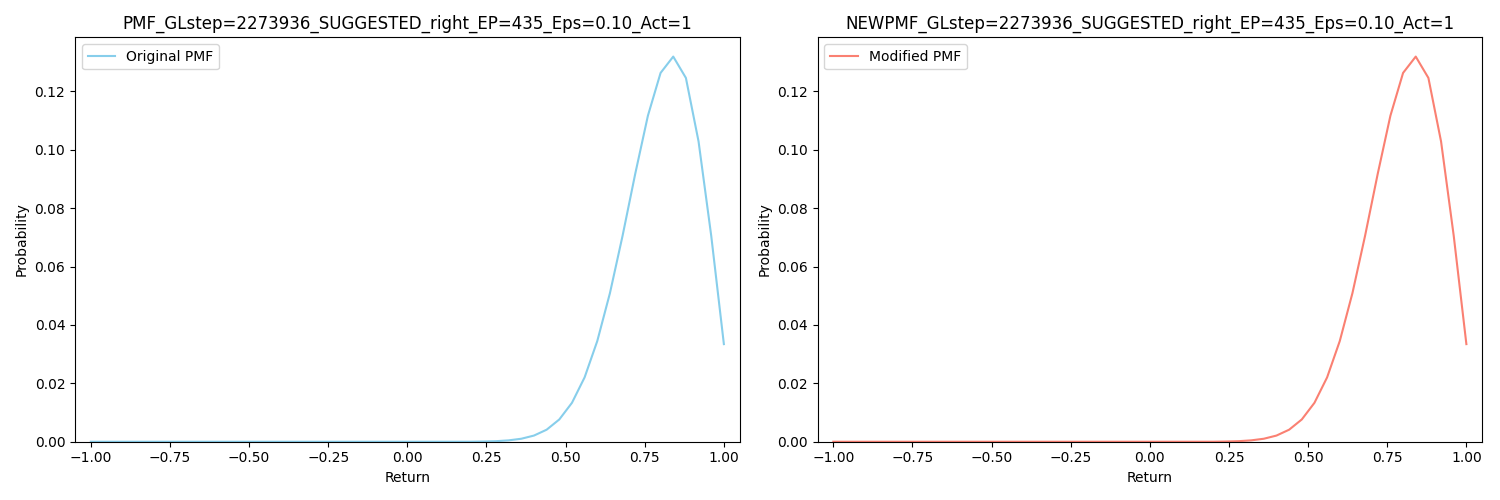 PMF_GLstep=2273936_SUGGESTED_right_EP=435_Eps=0.10_Act=1
Original PMF
Probability
0.12
0.10
0.08
0.06
0.04
0.02
0.00
−1.00 −0.75 −0.50 −0.25 0.00 0.25 0.50 0.75 1.00
Return
NEWPMF_GLstep=2273936_SUGGESTED_right_EP=435_Eps=0.10_Act=1
Modified PMF
Probability
0.12
0.10
0.08
0.06
0.04
0.02
0.00
−1.00 −0.75 −0.50 −0.25 0.00 0.25 0.50 0.75 1.00
Return